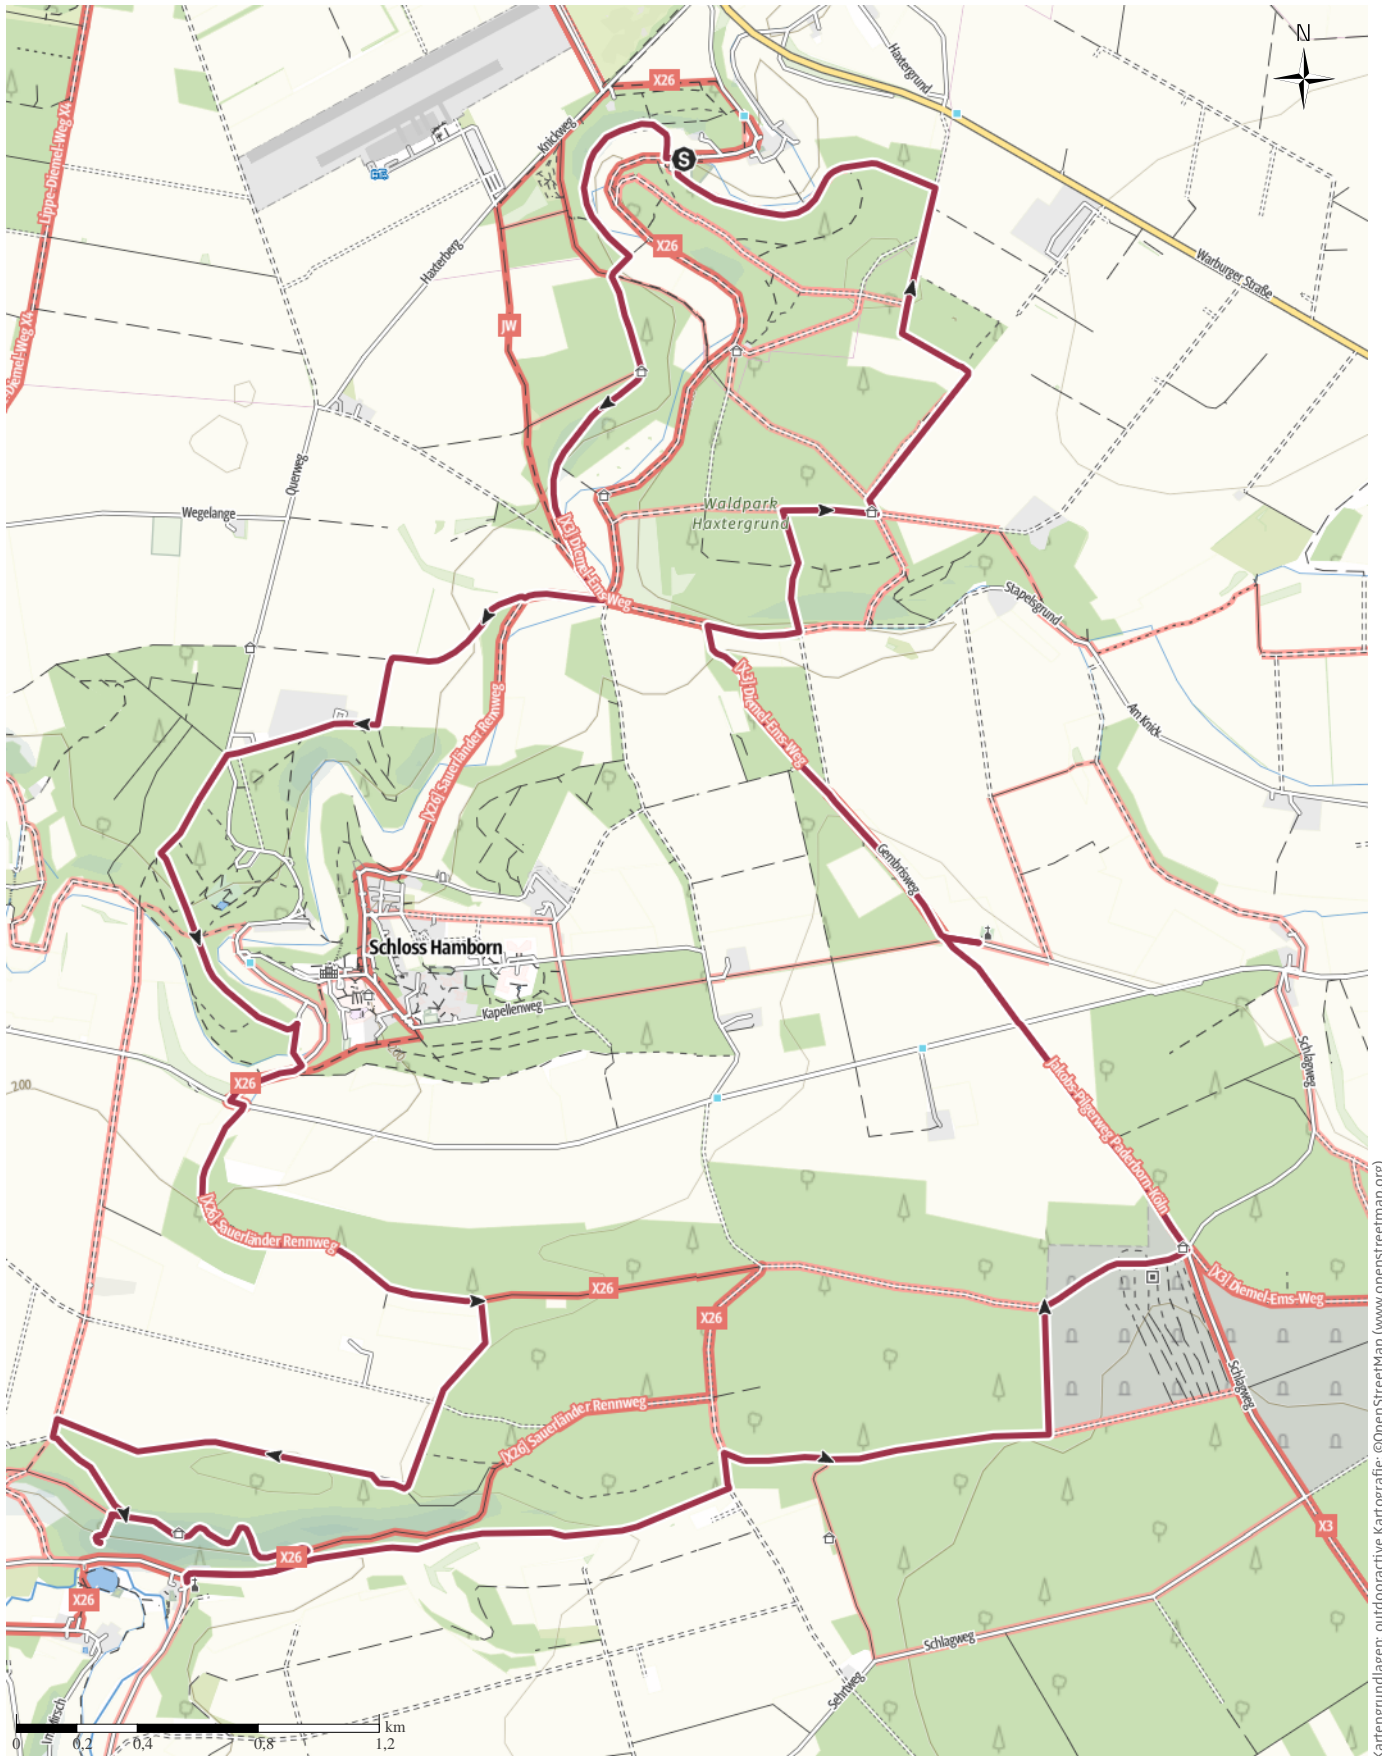 N
X26
Haxtergrund
Lippe-Diemel-Weg X4
Knickweg
S
X26
Haxterberg
Warburger Straße
JW
-Diemel-Weg X4
Querweg
Wegelange
Waldpark
Haxtergrund
[X3] Diemel-Ems-Weg
Stapelsgrund
[X3] Diemel-Ems-Weg
[X26] Sauerländer Rennweg
Am Knick
Gembrisweg
Schloss Hamborn
Kapellenweg
200
X26
200
Schlagweg
Jakobs-Pilgerweg Paderborn-Köln
[X26] Sauerländer Rennweg
X26
X26
[X3] Diemel-Ems-Weg
Schlagweg
[X26] Sauerländer Rennweg
X3
X26
X26
Schlagweg
Sehrtweg
km
0
0,2
0,4
0,8
1,2
Kartengrundlagen: outdooractive Kartografie; ©OpenStreetMap (www.openstreetmap.org)